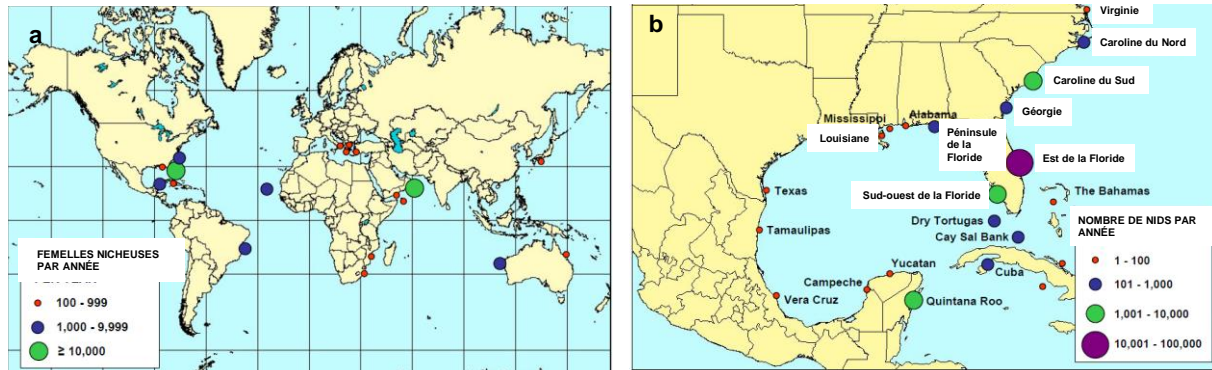 a
FEMELLES NICHEUSES
PAR ANNÉE
100 - 999
1,000 - 9,999
≥ 10,000
b
Virginie
Caroline du Nord
Caroline du Sud
Géorgie
Mississippi
Alabama
Louisiane
Péninsule
de la
Floride
Est de la Floride
Texas
Sud-ouest de la Floride
The Bahamas
Dry Tortugas
Tamaulipas
Cay Sal Bank
Yucatan
Cuba
Campeche
Vera Cruz
Quintana Roo
NOMBRE DE NIDS PAR
ANNÉE
1 - 100
101 - 1,000
1,001 - 10,000
10,001 - 100,000